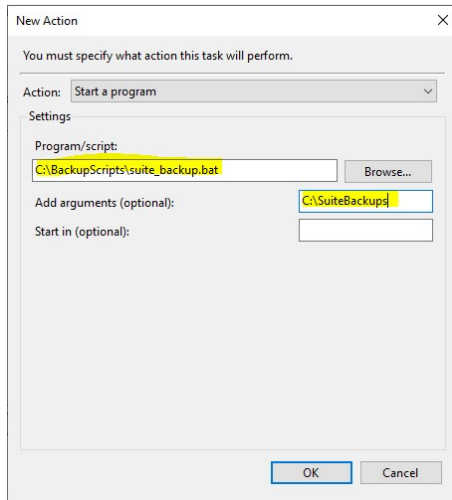 New Action
You must specify what action this task will perform.
Action: Start a program
Settings
Program/script:
C:\BackupScripts\suite_backup.bat
Browse...
Add arguments (optional): C:\SuiteBackups
Start in (optional):
OK Cancel